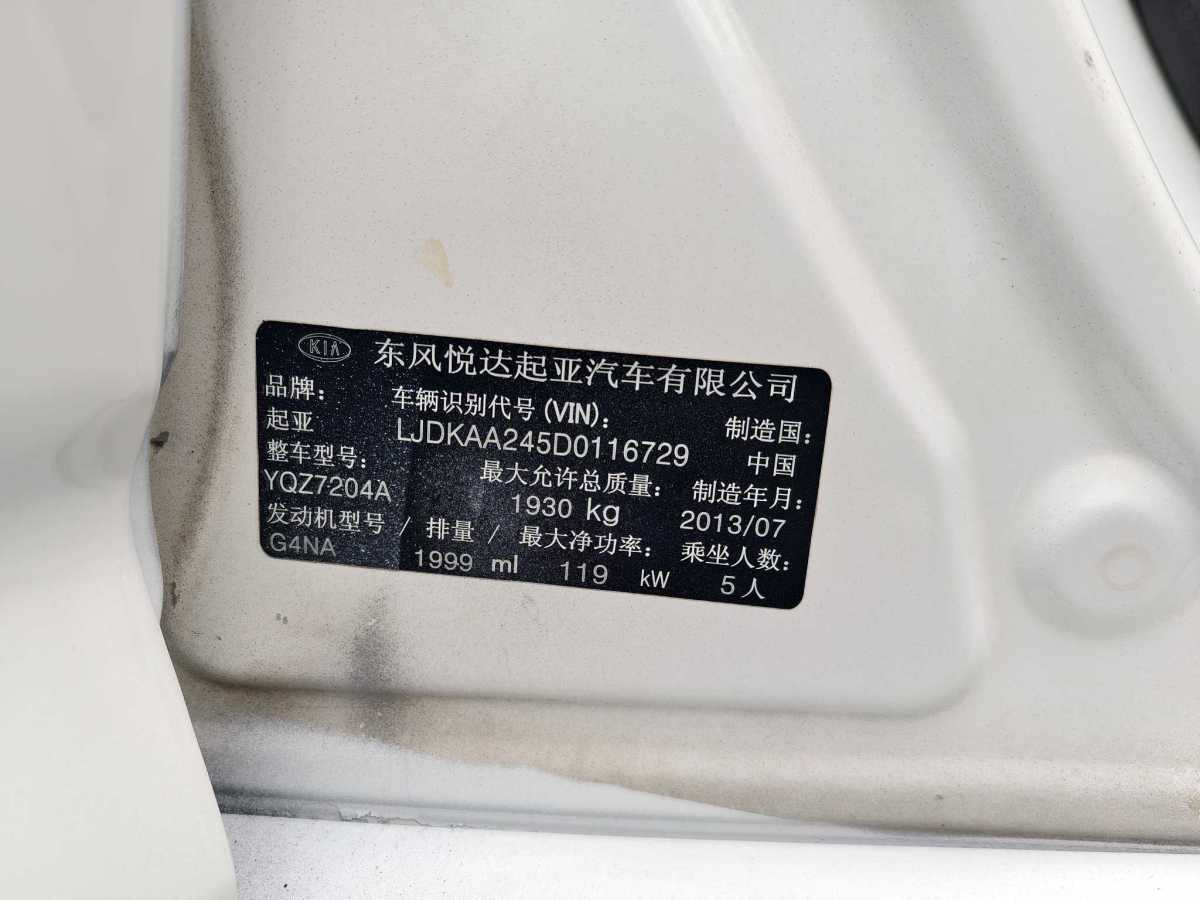 KIA 东风悦达起亚汽车有限公司
品牌： 车辆识别代号 (VIN)： 制造国：
起亚 LJDKAA245D0116729 中国
整车型号： 最大允许总质量： 制造年月：
YQZ7204A 1930 kg 2013/07
发动机型号 / 排量 / 最大净功率： 乘坐人数：
G4NA 1999 ml 119 kW 5 人